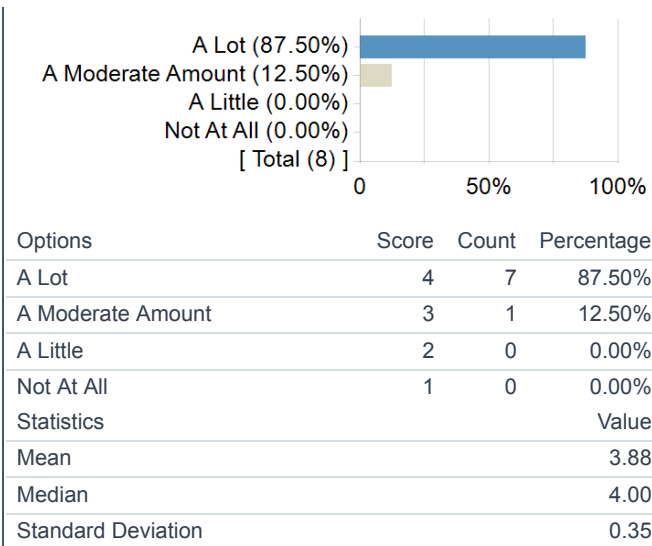 A Lot (87.50%)
A Moderate Amount (12.50%)
A Little (0.00%)
Not At All (0.00%)
[ Total (8) ]
0 50% 100%
Options Score Count Percentage
A Lot 4 7 87.50%
A Moderate Amount 3 1 12.50%
A Little 2 0 0.00%
Not At All 1 0 0.00%
Statistics Value
Mean 3.88
Median 4.00
Standard Deviation 0.35